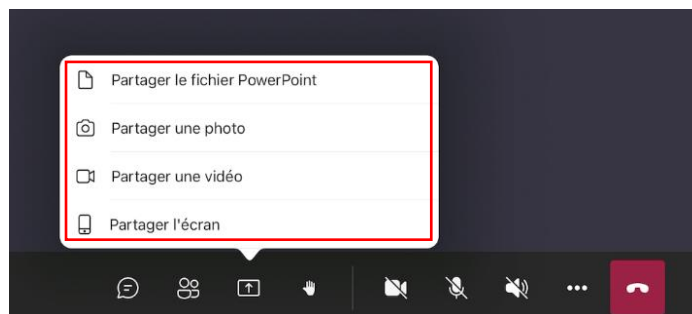 Partager le fichier PowerPoint
Partager une photo
Partager une vidéo
Partager l'écran